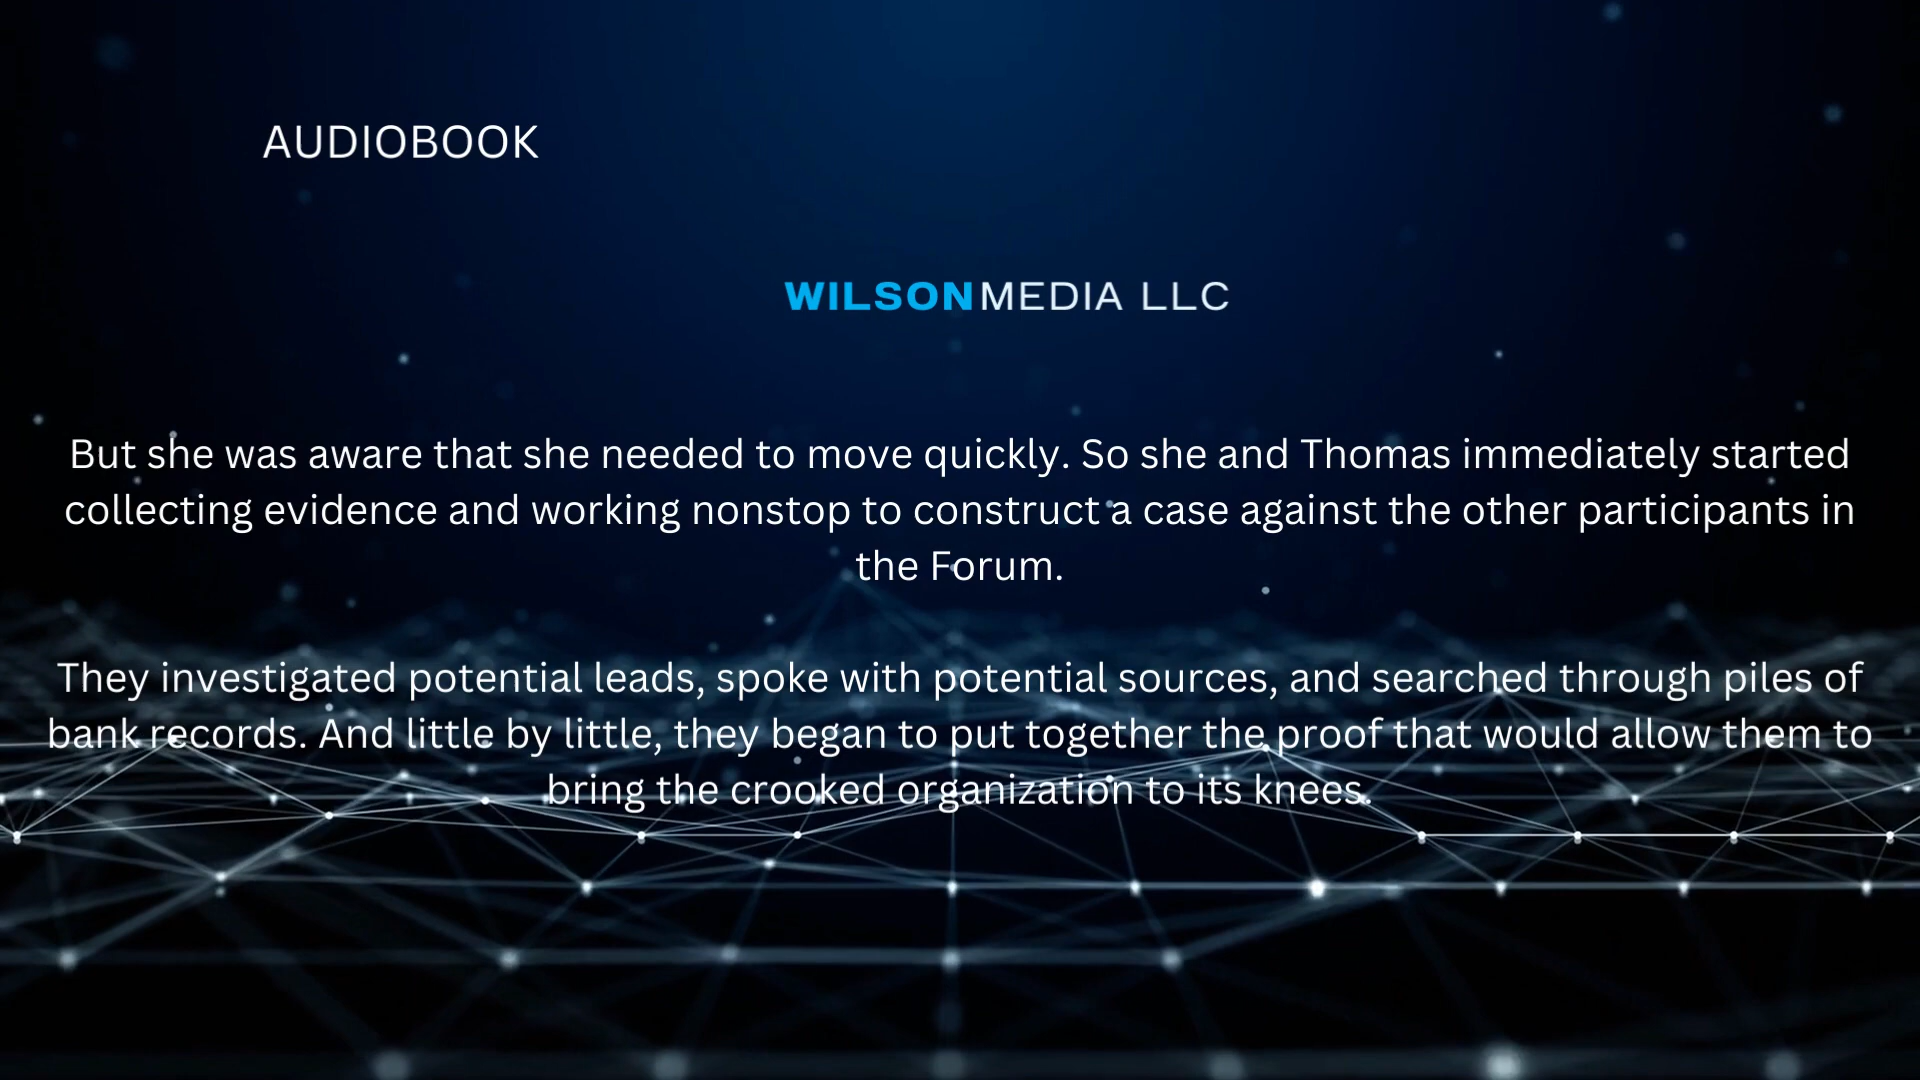 AUDIOBOOK
WILSONMEDIA LLC
But she was aware that she needed to move quickly. So she and Thomas immediately started
collecting evidence and working nonstop to construct a case against the other participants in
the Forum.
They investigated potential leads, spoke with potential sources, and searched through piles of
bank records. And little by little, they began to put together the proof that would allow them to
bring the crooked organization to its knees.